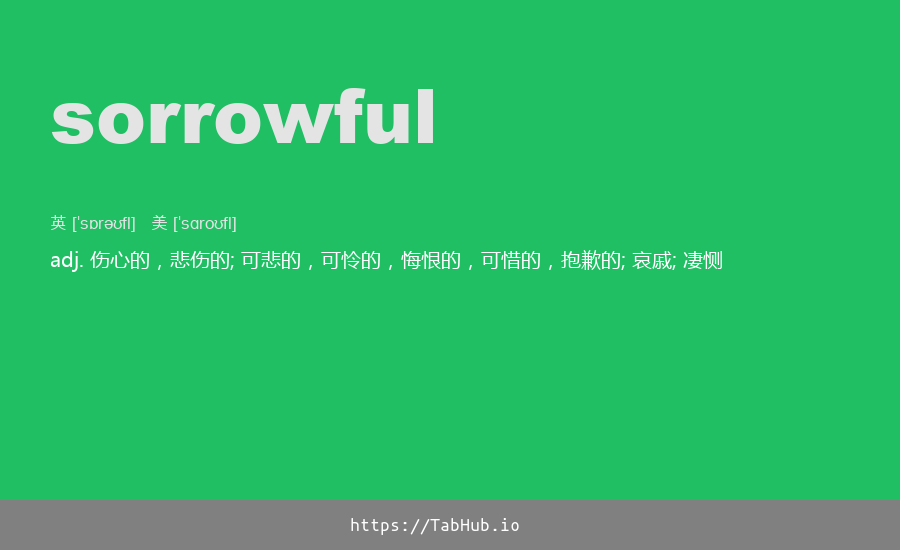 sorrowful
英 [ˈsɒrəʊfl] 美 [ˈsɑroʊfl]
adj. 伤心的，悲伤的; 可悲的，可怜的，悔恨的，可惜的，抱歉的; 哀戚; 凄恻
https://TabHub.io